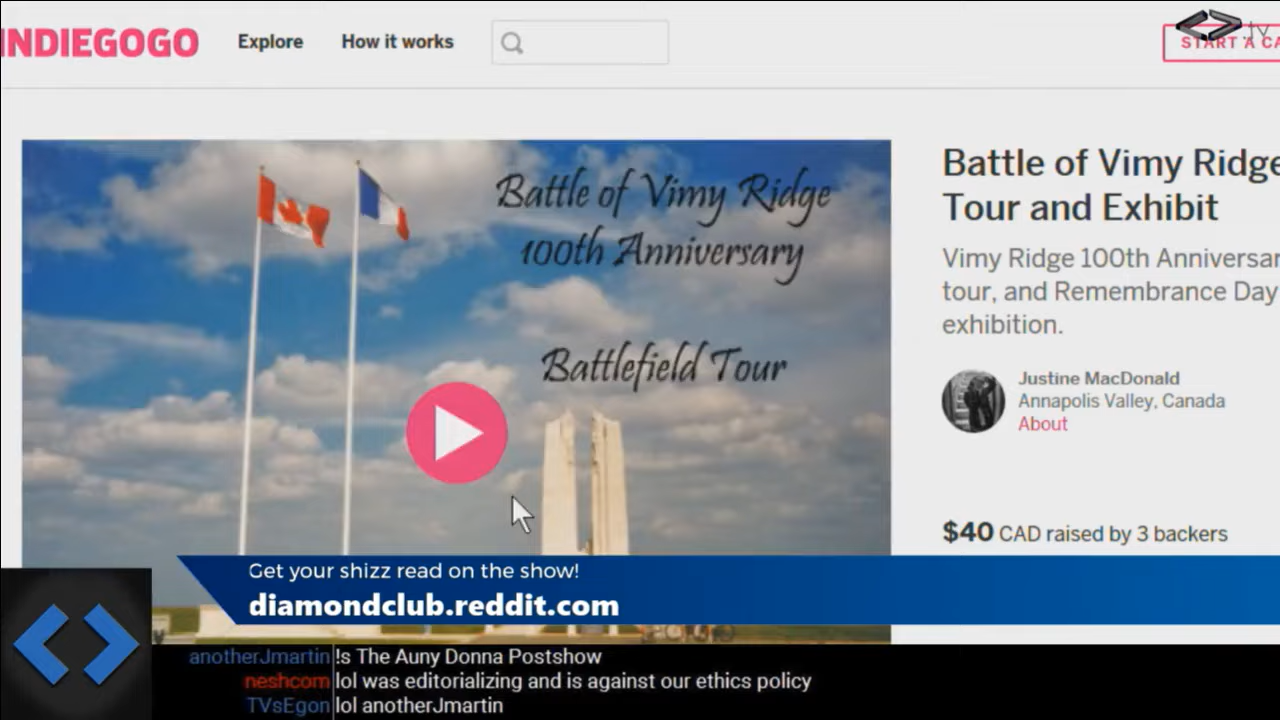 INDIEGOGO
Explore
How it works
START A CA
.tv
Battle of Vimy Ridge
100th Anniversary
Battlefield Tour
Battle of Vimy Ridge
Tour and Exhibit
Vimy Ridge 100th Anniversar
tour, and Remembrance Day
exhibition.
Justine MacDonald
Annapolis Valley, Canada
About
$40 CAD raised by 3 backers
Get your shizz read on the show!
diamondclub.reddit.com
anotherJmartin !s The Auny Donna Postshow
neshcom lol was editorializing and is against our ethics policy
TVsEgon lol anotherJmartin